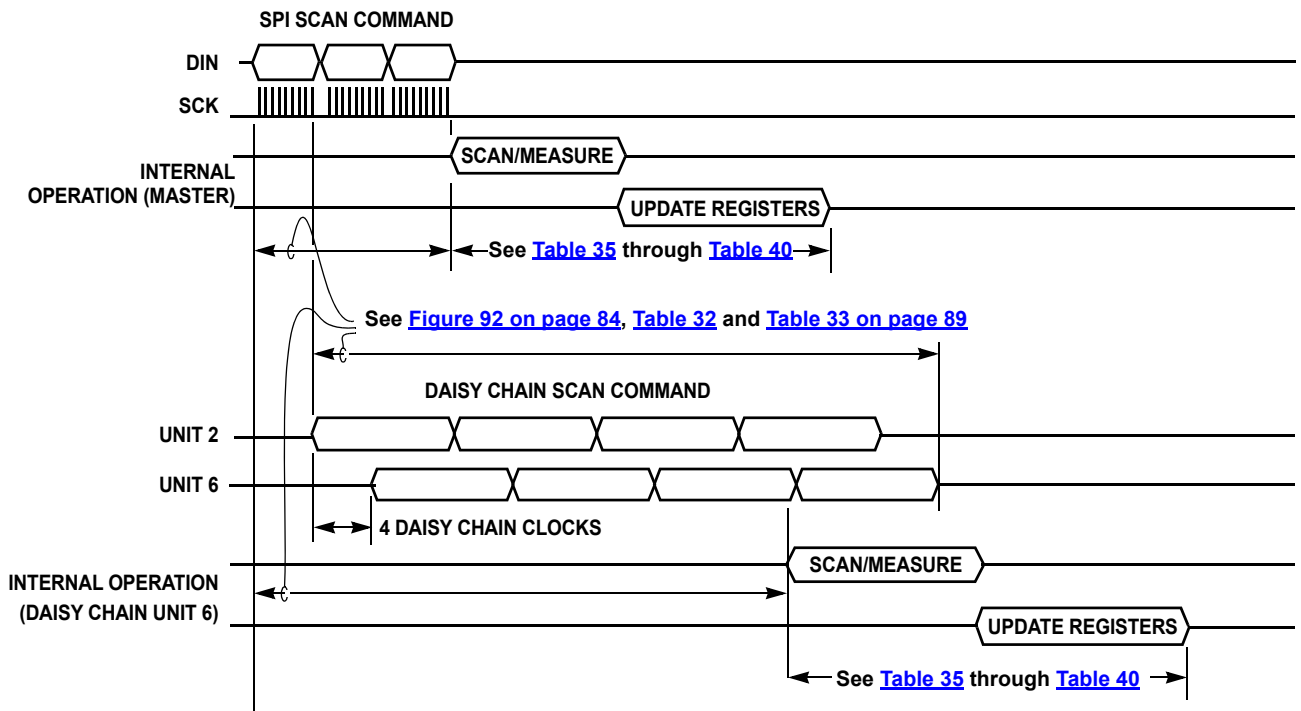 SPI SCAN COMMAND
DIN
SCK
SCAN/MEASURE
INTERNAL
OPERATION (MASTER)
UPDATE REGISTERS
See Table 35 through Table 40
See Figure 92 on page 84, Table 32 and Table 33 on page 89
DAISY CHAIN SCAN COMMAND
UNIT 2
UNIT 6
4 DAISY CHAIN CLOCKS
SCAN/MEASURE
INTERNAL OPERATION
(DAISY CHAIN UNIT 6)
UPDATE REGISTERS
See Table 35 through Table 40